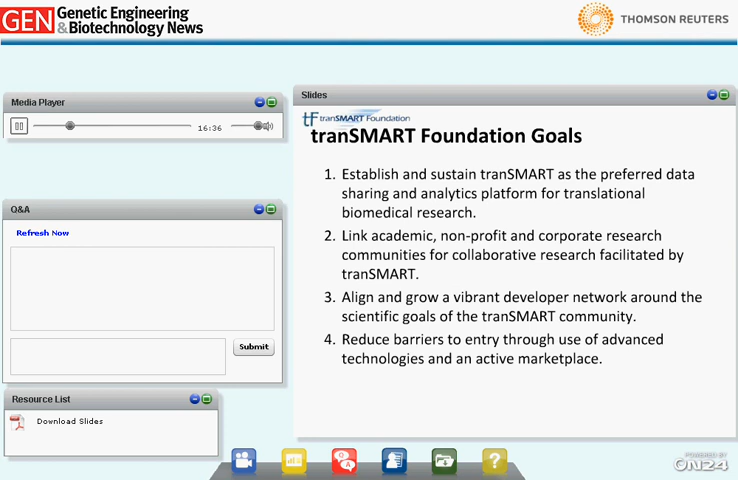 GEN Genetic Engineering
& Biotechnology News
THOMSON REUTERS
Media Player
16:36
Q&A
Refresh Now
Submit
Resource List
Download Slides
Slides
tF tranSMART Foundation
tranSMART Foundation Goals
1. Establish and sustain tranSMART as the preferred data
sharing and analytics platform for translational
biomedical research.
2. Link academic, non-profit and corporate research
communities for collaborative research facilitated by
tranSMART.
3. Align and grow a vibrant developer network around the
scientific goals of the tranSMART community.
4. Reduce barriers to entry through use of advanced
technologies and an active marketplace.
Q
A
?
POWERED BY
ON24